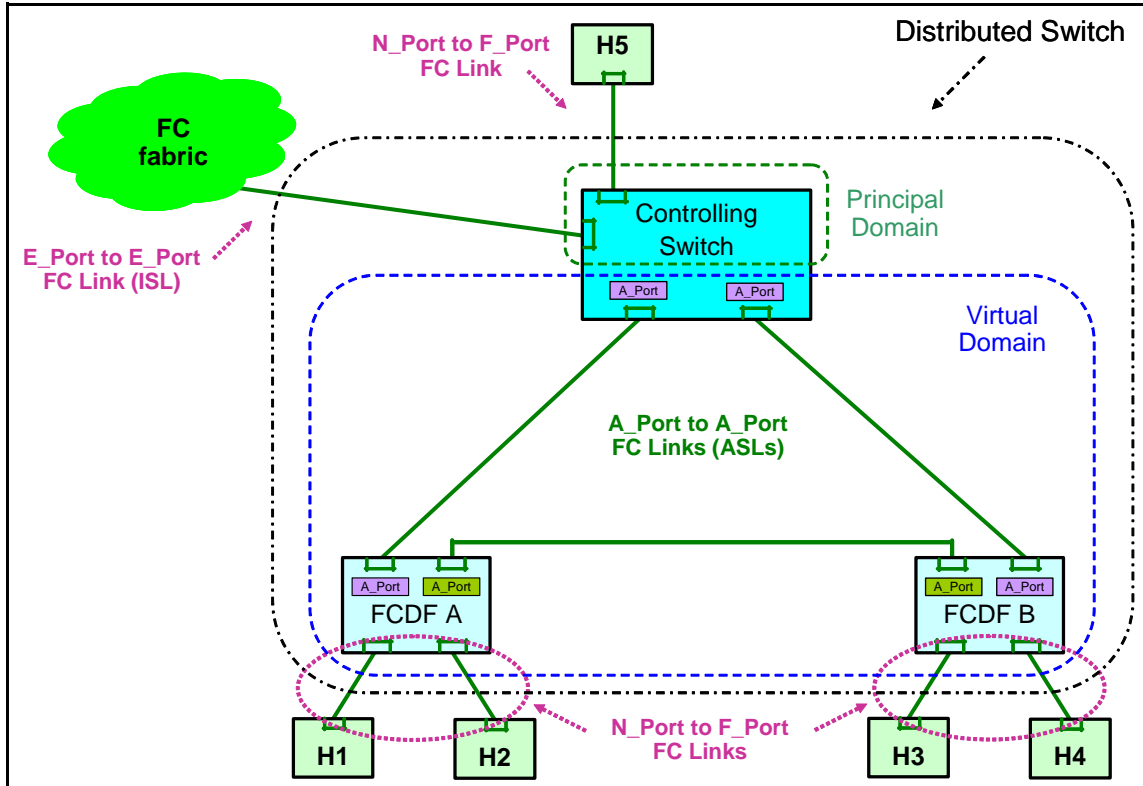 N_Port to F_Port
FC Link
H5
Distributed Switch
FC
fabric
Controlling
Switch
Principal
Domain
E_Port to E_Port
FC Link (ISL)
A_Port
A_Port
Virtual
Domain
A_Port to A_Port
FC Links (ASLs)
A_Port
A_Port
FCDF A
A_Port
A_Port
FCDF B
N_Port to F_Port
FC Links
H1
H2
H3
H4